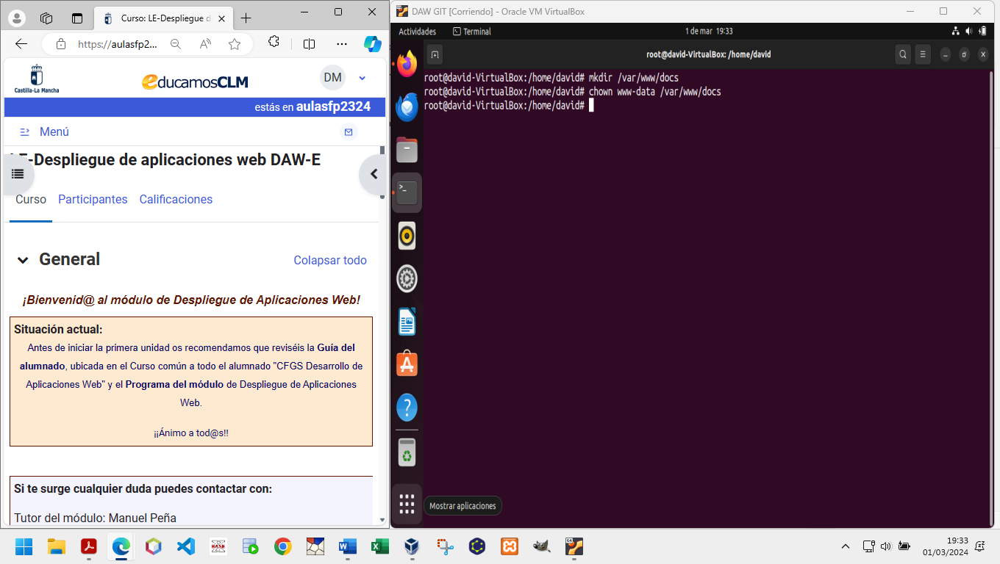 Curso: LE-Despliegue d
https://aulasfp2...
Castilla-La Mancha
educamosCLM
DM
estás en aulasfp2324
Menú
LE-Despliegue de aplicaciones web DAW-E
Curso Participantes Calificaciones
General
Colapsar todo
¡Bienvenid@ al módulo de Despliegue de Aplicaciones Web!
Situación actual:
Antes de iniciar la primera unidad os recomendamos que reviséis la Guía del
alumnado, ubicada en el Curso común a todo el alumnado "CFGS Desarrollo de
Aplicaciones Web" y el Programa del módulo de Despliegue de Aplicaciones
Web.
¡¡Ánimo a tod@s!!
Si te surge cualquier duda puedes contactar con:
Tutor del módulo: Manuel Peña
DAW GIT [Corriendo] - Oracle VM VirtualBox
Actividades
Terminal
1 de mar 19:33
root@david-VirtualBox: /home/david
root@david-VirtualBox:/home/david# mkdir /var/www/docs
root@david-VirtualBox:/home/david# chown www-data /var/www/docs
root@david-VirtualBox:/home/david#
Mostrar aplicaciones
19:33
01/03/2024